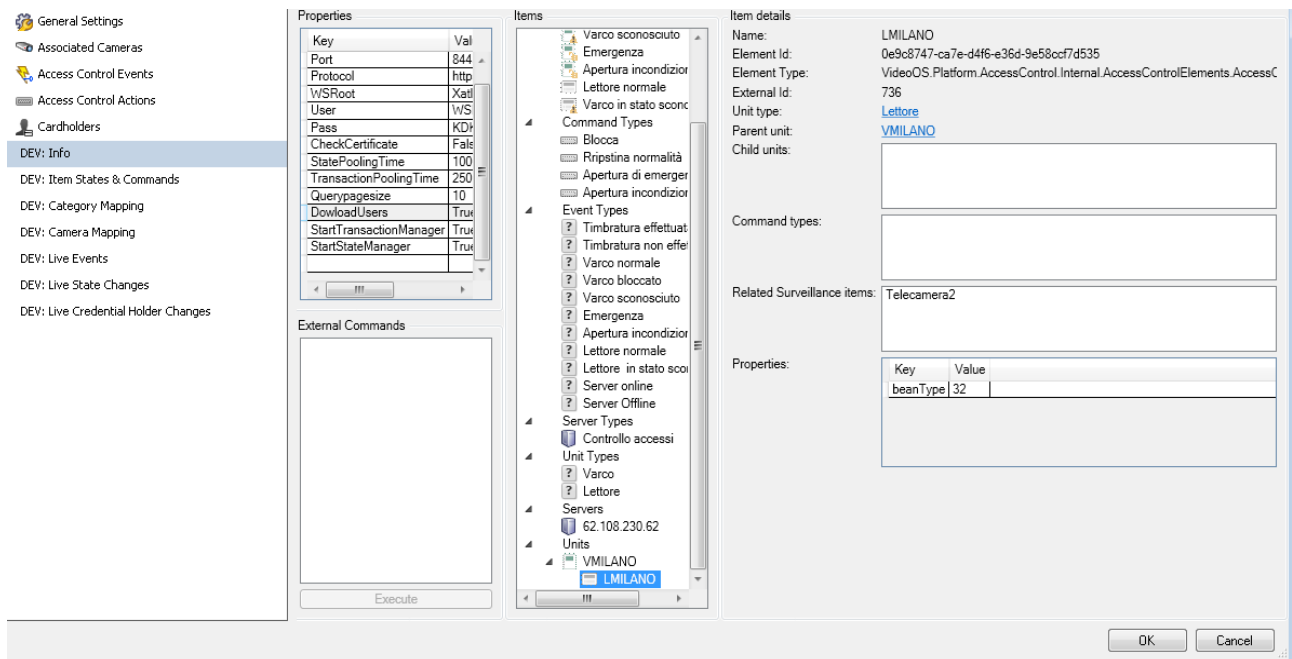 General Settings
Associated Cameras
Access Control Events
Access Control Actions
Cardholders
DEV: Info
DEV: Item States & Commands
DEV: Category Mapping
DEV: Camera Mapping
DEV: Live Events
DEV: Live State Changes
DEV: Live Credential Holder Changes
Properties
Key Val
Port 844
Protocol http
WSRoot Xatl
User WS
Pass KDK
CheckCertificate Fals
StatePoolingTime 100
TransactionPoolingTime 250
Querypagesize 10
DowloadUsers True
StartTransactionManager True
StartStateManager True
External Commands
Execute
Items
Varco sconosciuto
Emergenza
Apertura incondizior
Lettore normale
Varco in stato sconc
Command Types
Blocca
Rripstina normalità
Apertura di emerger
Apertura incondizior
Event Types
Timbratura effettuat
Timbratura non effet
Varco normale
Varco bloccato
Varco sconosciuto
Emergenza
Apertura incondizior
Lettore normale
Lettore in stato scon
Server online
Server Offline
Server Types
Controllo accessi
Unit Types
Varco
Lettore
Servers
62.108.230.62
Units
VMILANO
LMILANO
Item details
Name: LMILANO
Element Id: 0e9c8747-ca7e-d4f6-e36d-9e58ccf7d535
Element Type: VideoOS.Platform.AccessControl.Internal.AccessControlElements.AccessC
External Id: 736
Unit type: Lettore
Parent unit: VMILANO
Child units:
Command types:
Related Surveillance items: Telecamera2
Properties:
Key Value
beanType 32
OK Cancel